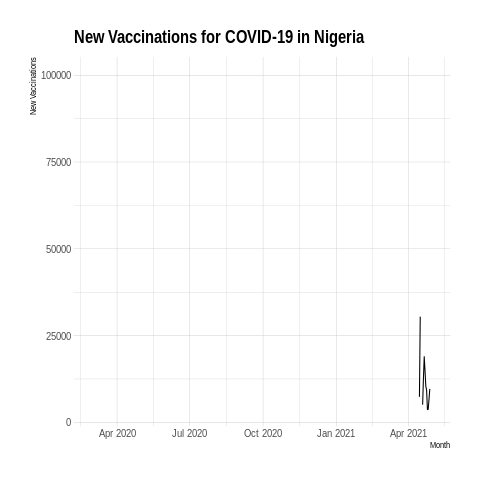 New Vaccinations for COVID-19 in Nigeria
New Vaccinations
100000
75000
50000
25000
0
Apr 2020 Jul 2020 Oct 2020 Jan 2021 Apr 2021
Month